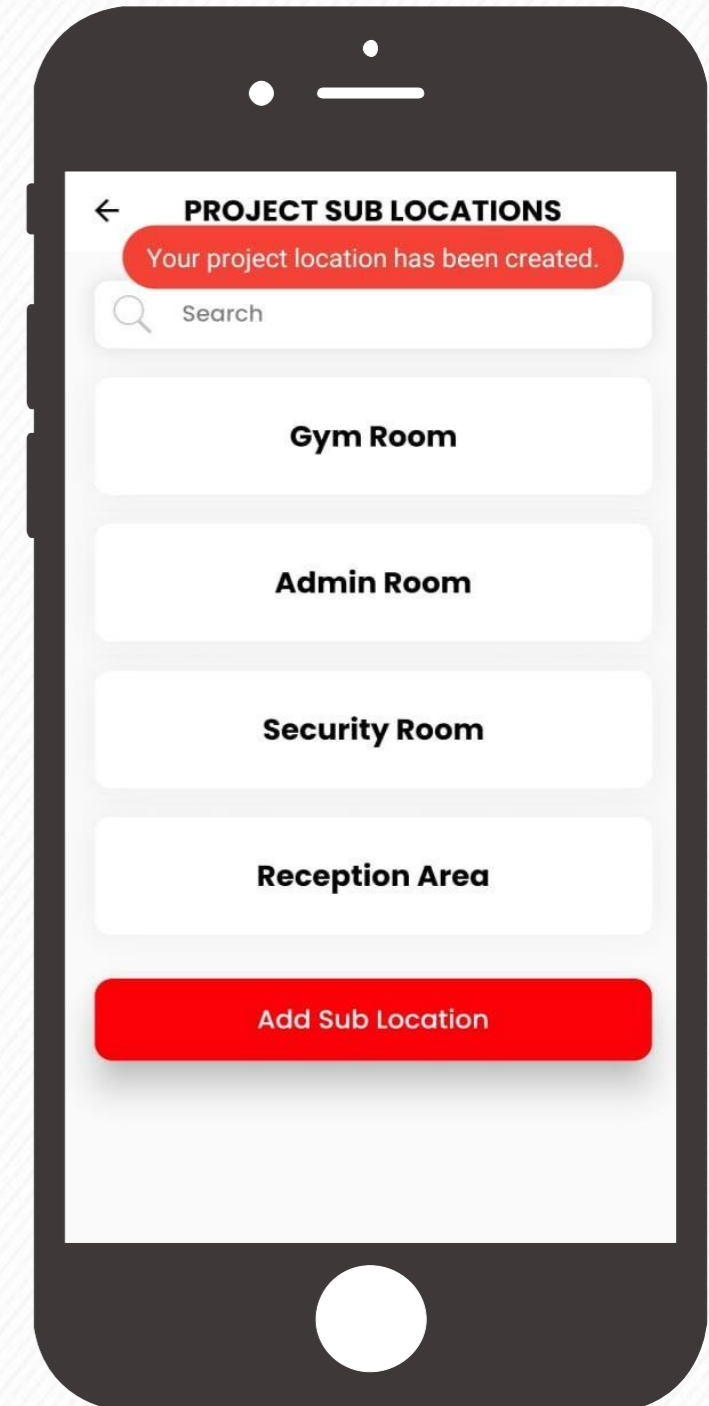 PROJECT SUB LOCATIONS
Your project location has been created.
Search
Gym Room
Admin Room
Security Room
Reception Area
Add Sub Location